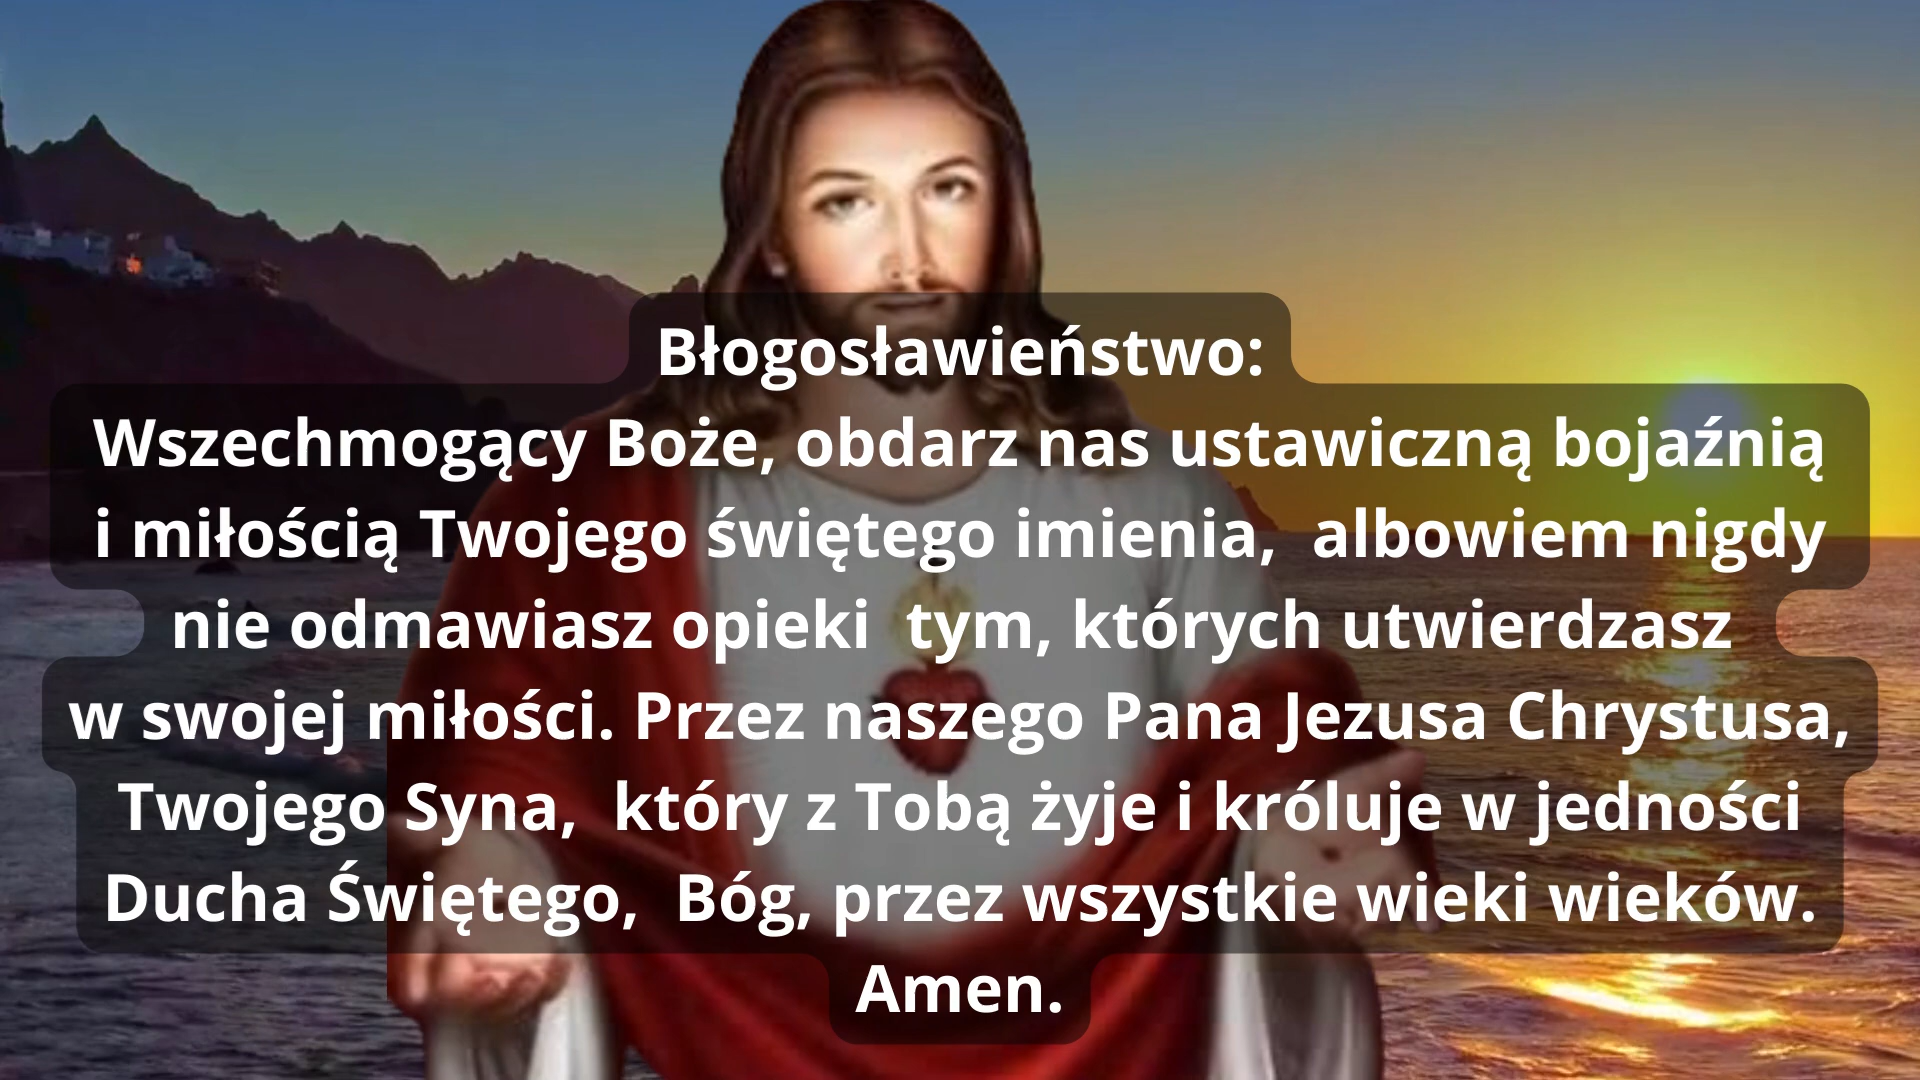 Błogosławieństwo:
Wszechmogący Boże, obdarz nas ustawiczną bojaźnią
i miłością Twojego świętego imienia,  albowiem nigdy
nie odmawiasz opieki  tym, których utwierdzasz
w swojej miłości. Przez naszego Pana Jezusa Chrystusa,
Twojego Syna,  który z Tobą żyje i króluje w jedności
Ducha Świętego,  Bóg, przez wszystkie wieki wieków.
Amen.